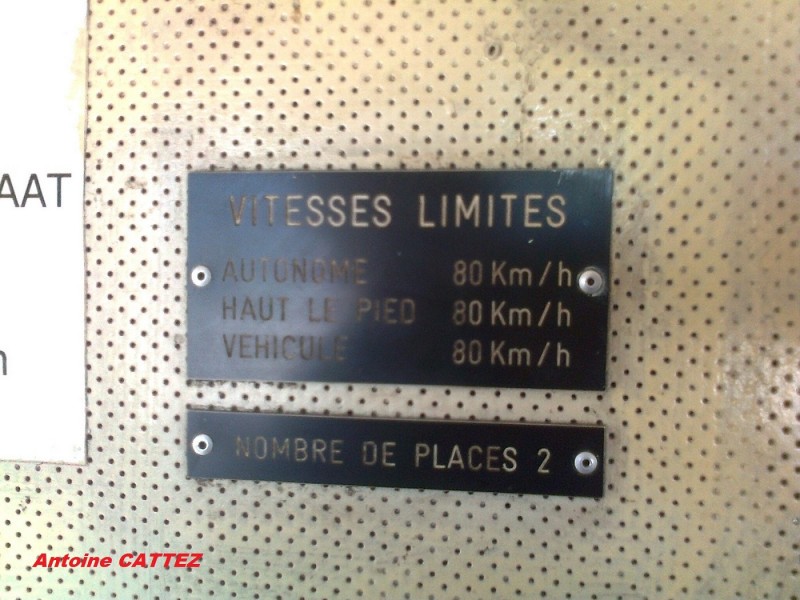 AAT
VITESSES LIMITES
AUTONOME 80 Km/h
HAUT LE PIED 80 Km/h
VEHICULE 80 Km/h
NOMBRE DE PLACES 2
Antoine CATTEZ